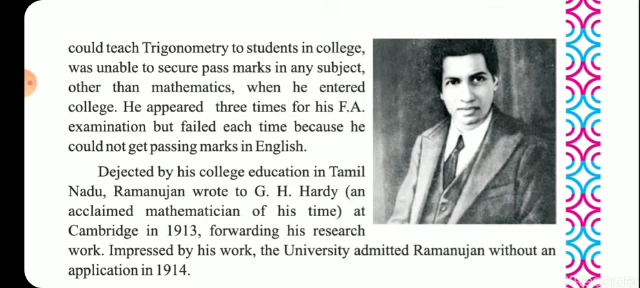 could teach Trigonometry to students in college,
was unable to secure pass marks in any subject,
other than mathematics, when he entered
college. He appeared three times for his F.A.
examination but failed each time because he
could not get passing marks in English.
Dejected by his college education in Tamil
Nadu, Ramanujan wrote to G. H. Hardy (an
acclaimed mathematician of his time) at
Cambridge in 1913, forwarding his research
work. Impressed by his work, the University admitted Ramanujan without an
application in 1914.